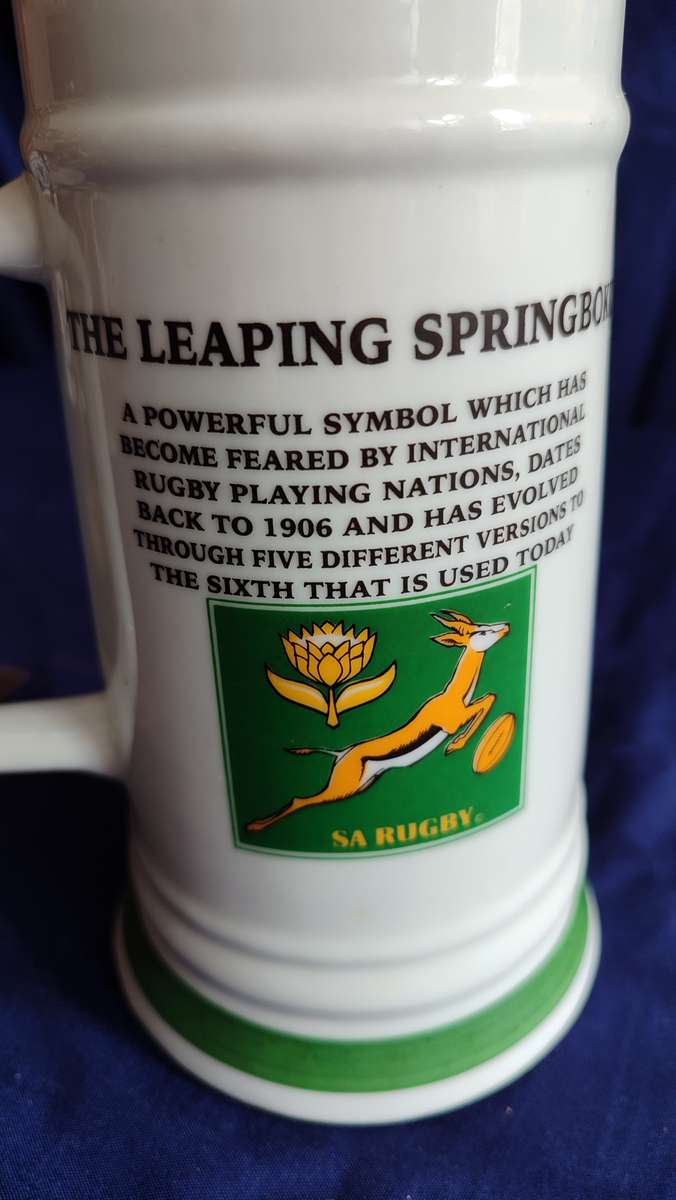 THE LEAPING SPRINGBOK
A POWERFUL SYMBOL WHICH HAS
BECOME FEARED BY INTERNATIONAL
RUGBY PLAYING NATIONS, DATES
BACK TO 1906 AND HAS EVOLVED
THROUGH FIVE DIFFERENT VERSIONS TO
THE SIXTH THAT IS USED TODAY
SA RUGBY©